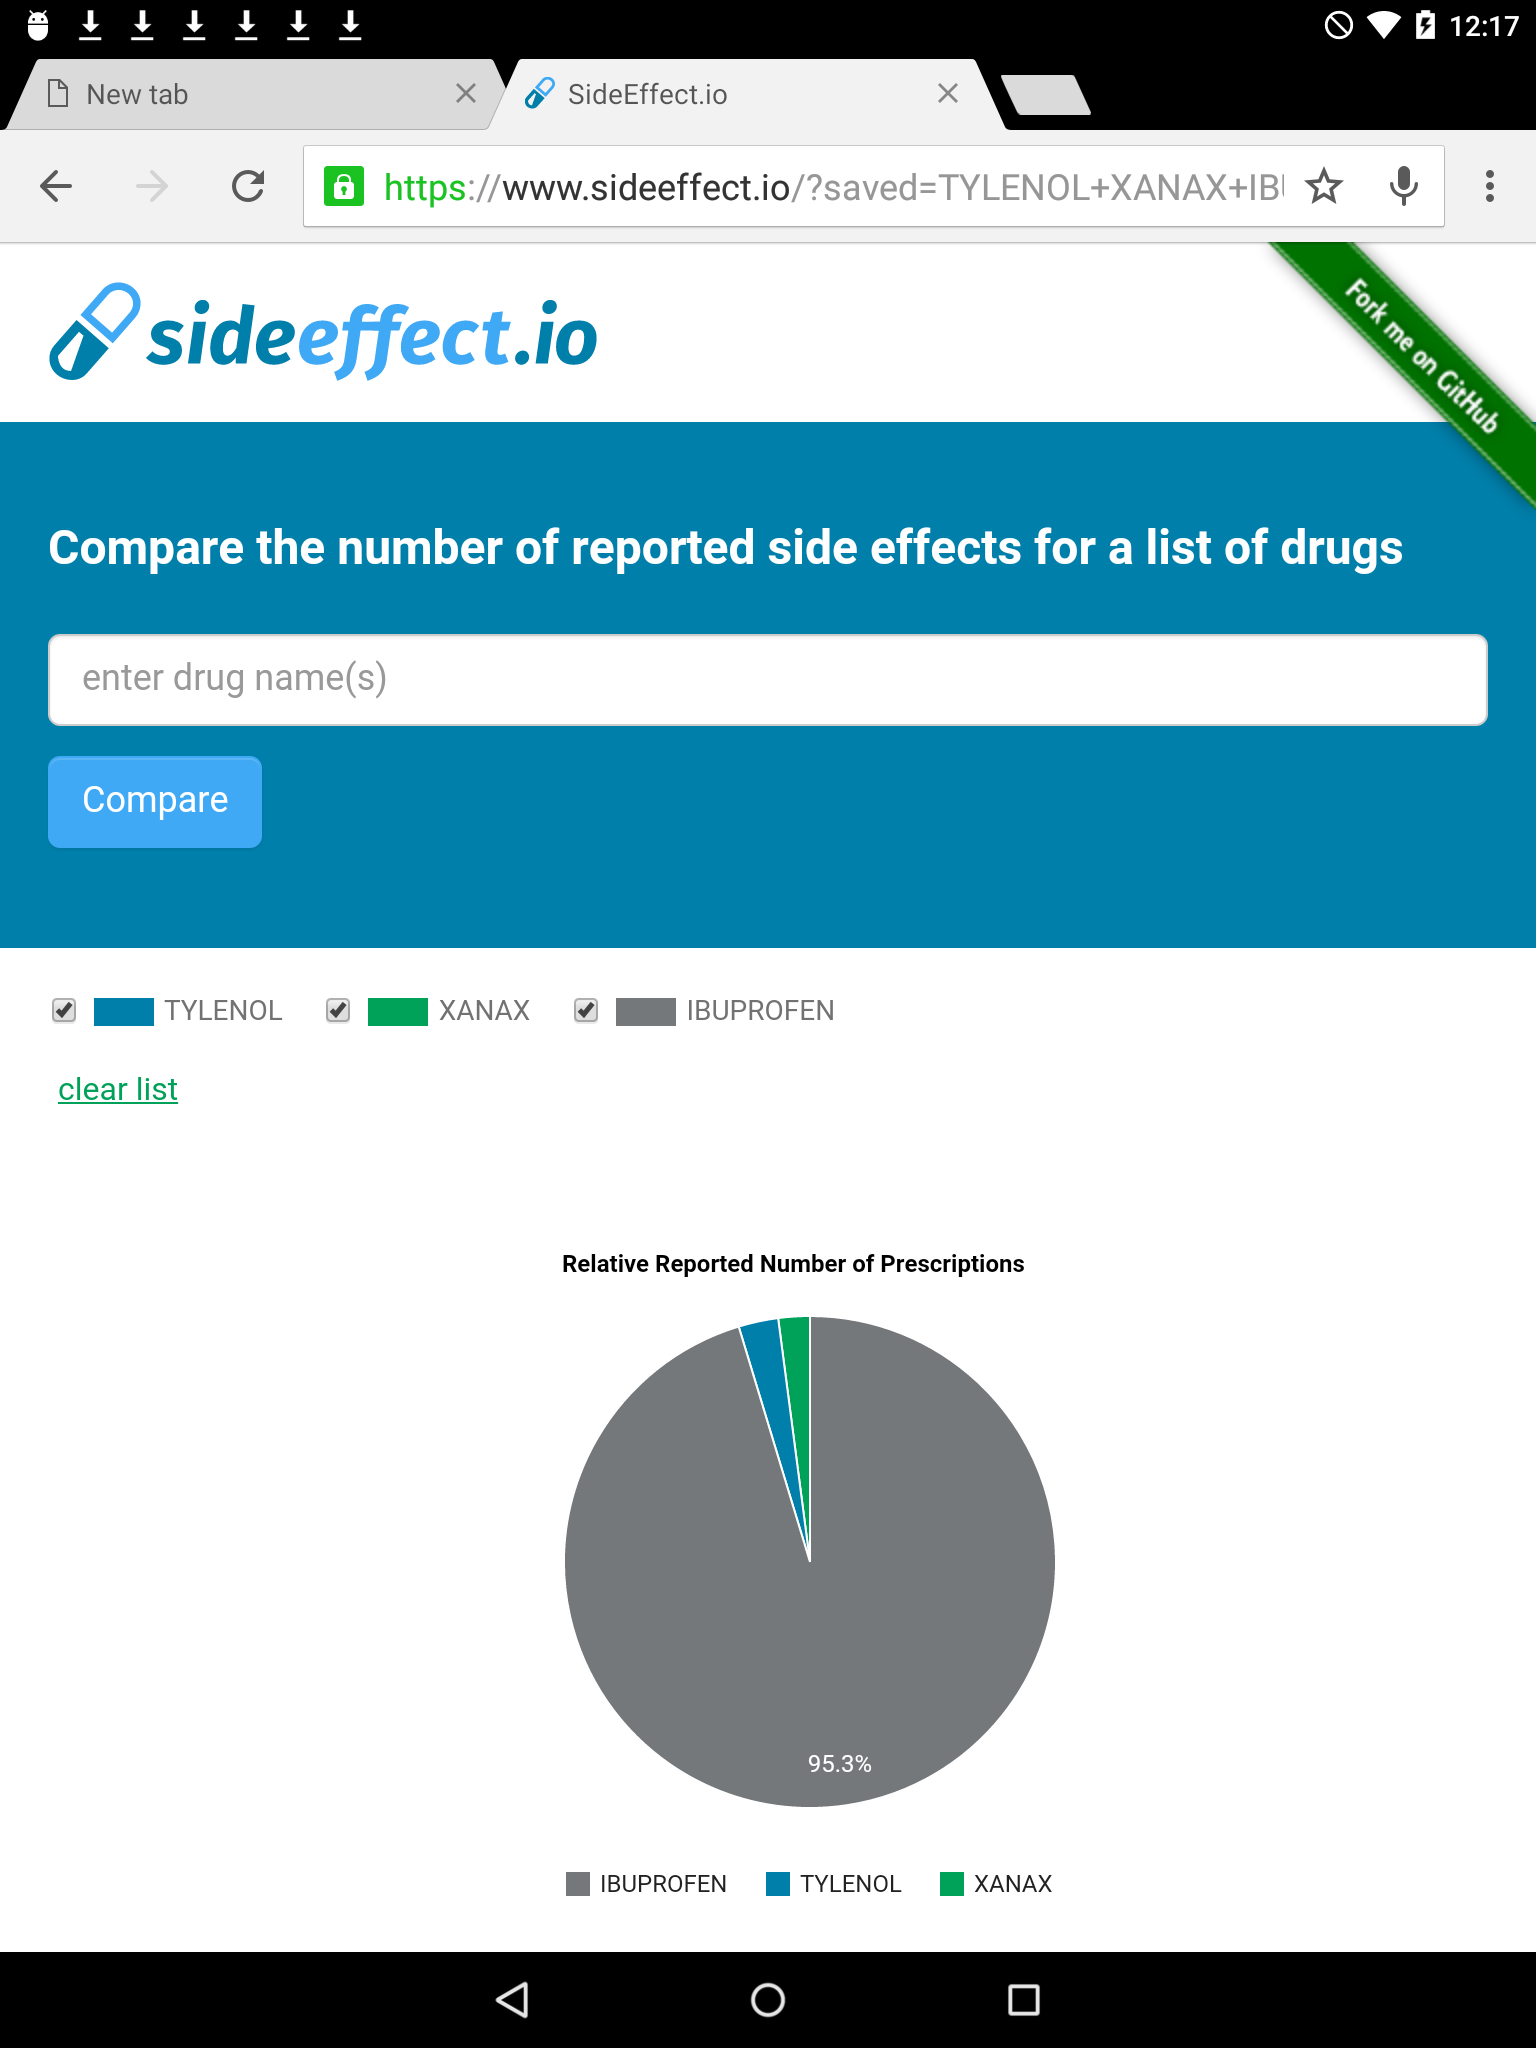 12:17
New tab
SideEffect.io
https://www.sideeffect.io/?saved=TYLENOL+XANAX+IB
sideeffect.io
Fork me on GitHub
Compare the number of reported side effects for a list of drugs
enter drug name(s)
Compare
TYLENOL XANAX IBUPROFEN
clear list
Relative Reported Number of Prescriptions
95.3%
IBUPROFEN TYLENOL XANAX